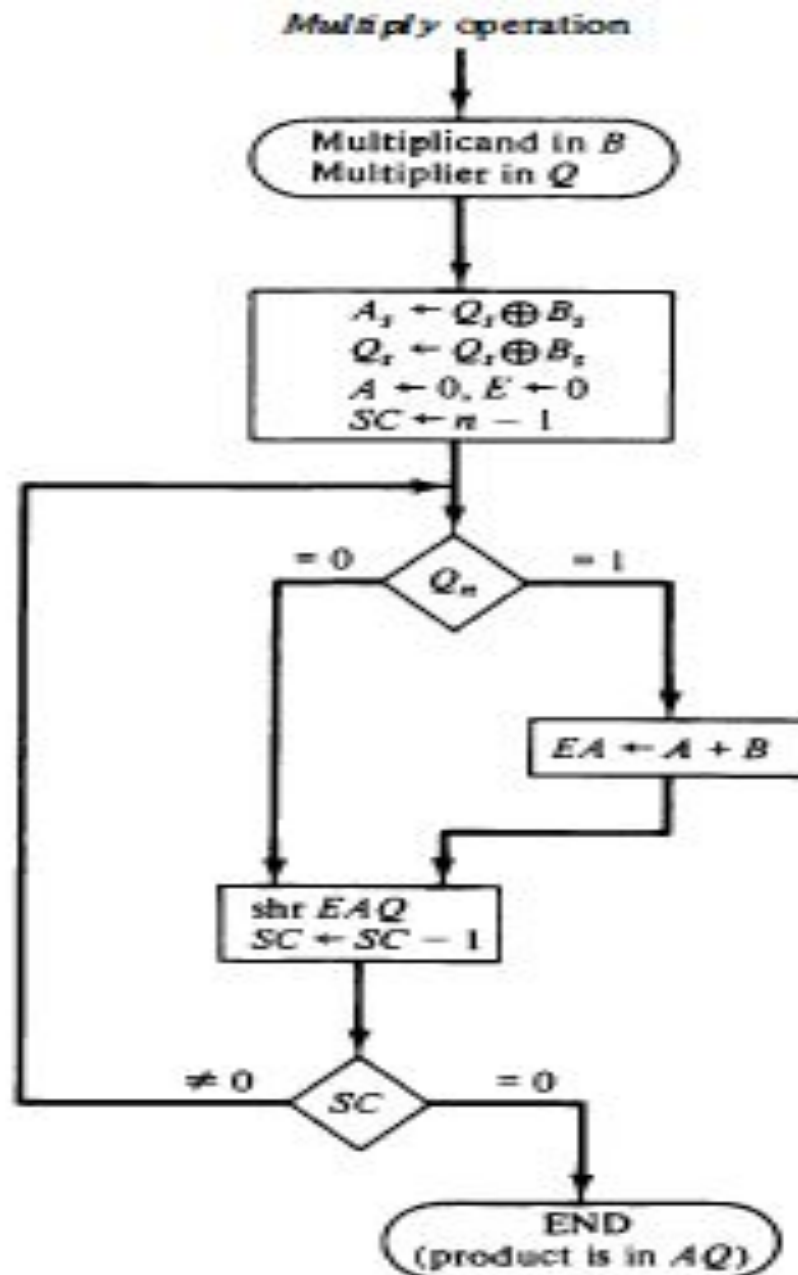 Multiply operation
Multiplicand in B
Multiplier in Q
Aₛ ← Qₛ ⊕ Bₛ
Qₛ ← Qₛ ⊕ Bₛ
A ← 0, E ← 0
SC ← n − 1
= 0
Qₙ
= 1
EA ← A + B
shr EAQ
SC ← SC − 1
≠ 0
SC
= 0
END
(product is in AQ)